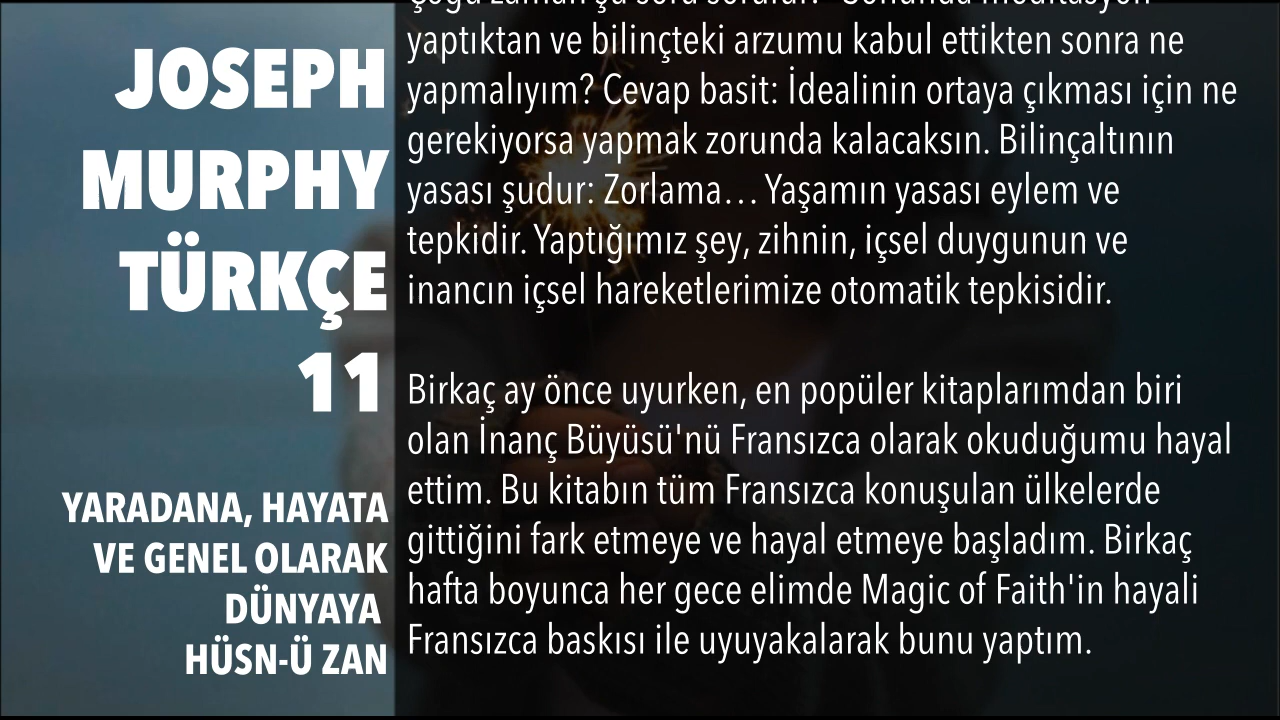 JOSEPH
MURPHY
TÜRKÇE
11
YARADANA, HAYATA
VE GENEL OLARAK
DÜNYAYA
HÜSN-Ü ZAN
yaptıktan ve bilinçteki arzumu kabul ettikten sonra ne
yapmalıyım? Cevap basit: İdealinin ortaya çıkması için ne
gerekiyorsa yapmak zorunda kalacaksın. Bilinçaltının
yasası şudur: Zorlama… Yaşamın yasası eylem ve
tepkidir. Yaptığımız şey, zihnin, içsel duygunun ve
inancın içsel hareketlerimize otomatik tepkisidir.
Birkaç ay önce uyurken, en popüler kitaplarımdan biri
olan İnanç Büyüsü'nü Fransızca olarak okuduğumu hayal
ettim. Bu kitabın tüm Fransızca konuşulan ülkelerde
gittiğini fark etmeye ve hayal etmeye başladım. Birkaç
hafta boyunca her gece elimde Magic of Faith'in hayali
Fransızca baskısı ile uyuyakalarak bunu yaptım.